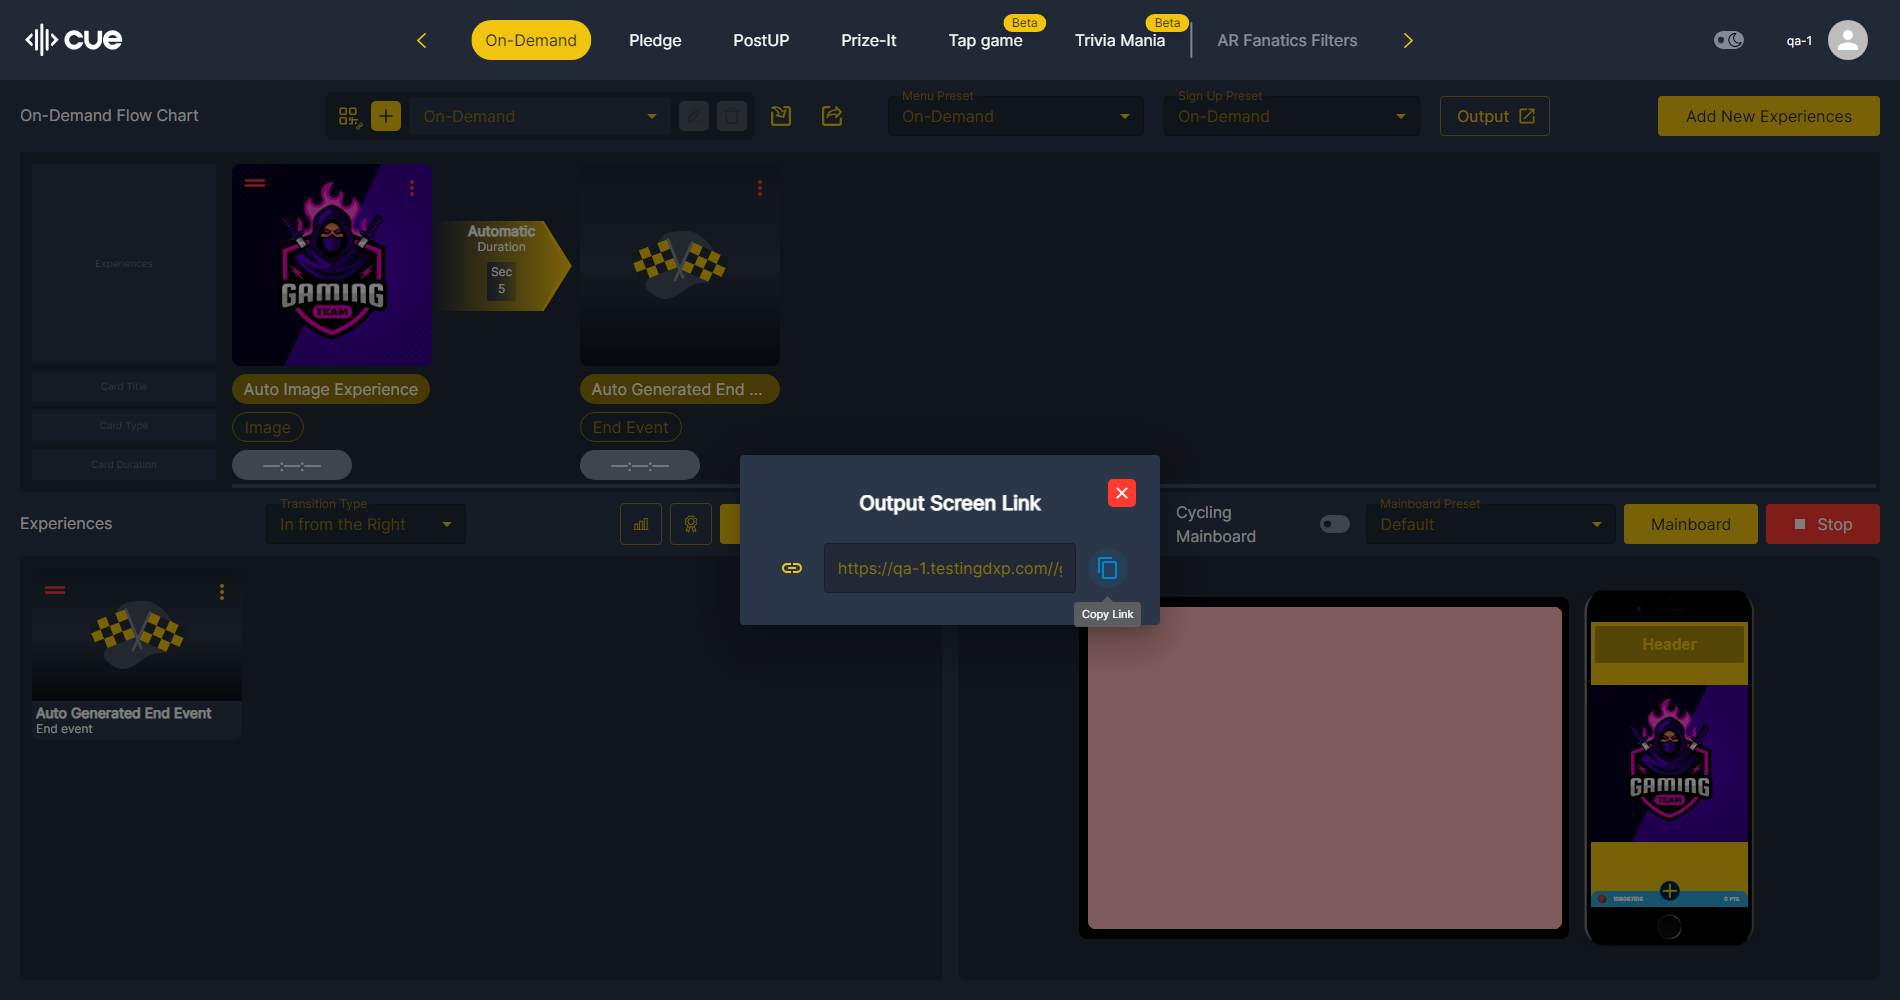 cue
On-Demand
Pledge
PostUP
Prize-It
Tap game
Beta
Trivia Mania
Beta
AR Fanatics Filters
qa-1
On-Demand Flow Chart
On-Demand
Menu Preset
On-Demand
Sign Up Preset
On-Demand
Output
Add New Experiences
Experiences
Card Title
Card Type
Card Duration
GAMING
TEAM
Automatic
Duration
Sec
5
Auto Image Experience
Image
—:—:—
Auto Generated End ...
End Event
—:—:—
Output Screen Link
https://qa-1.testingdxp.com//g
Copy Link
Experiences
Transition Type
In from the Right
Cycling
Mainboard
Mainboard Preset
Default
Mainboard
Stop
Auto Generated End Event
End event
Header
GAMING
TEAM
0 PTS